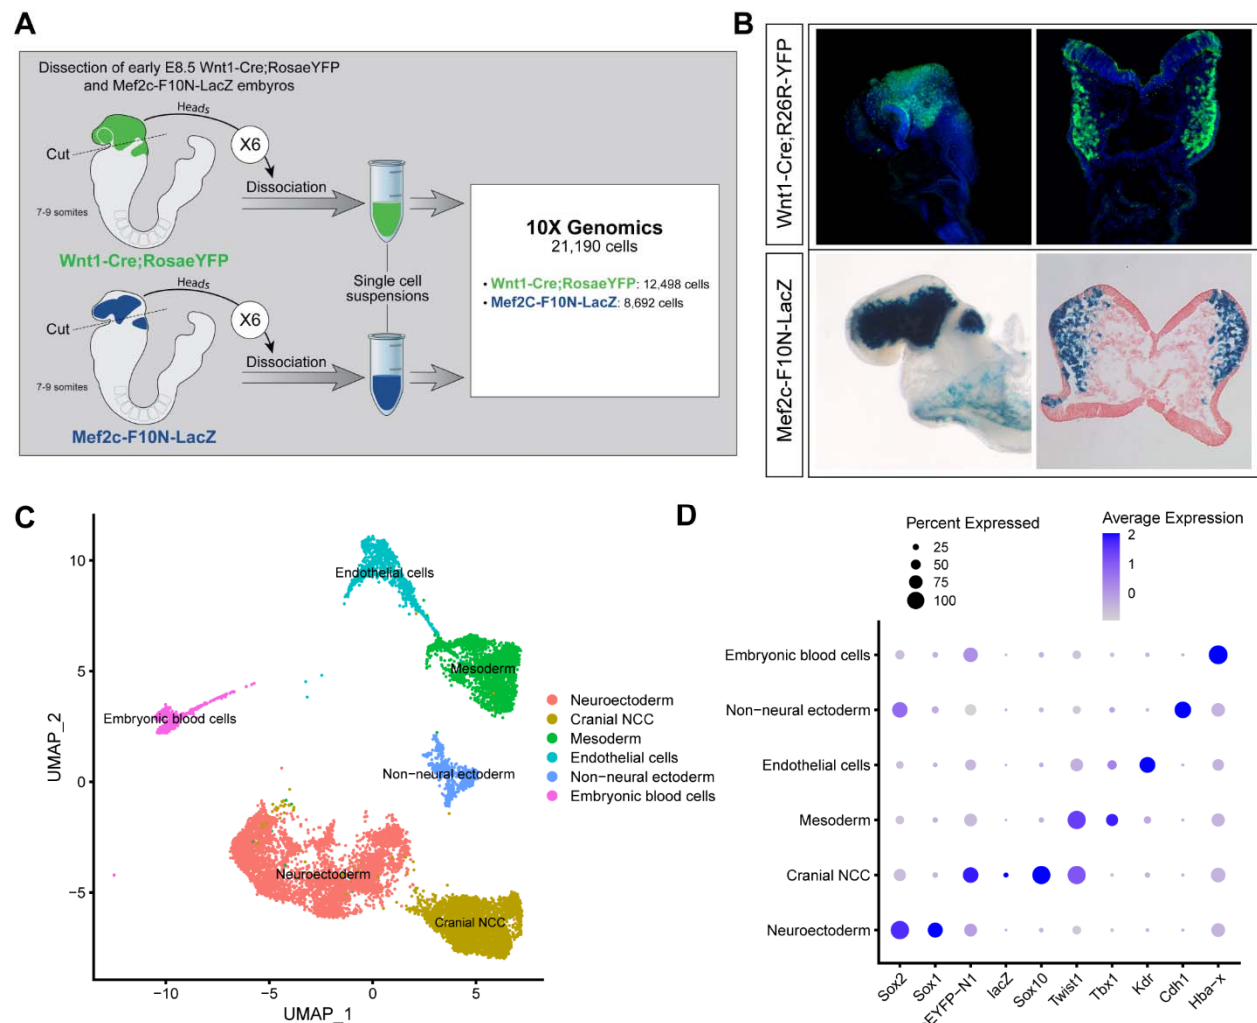 A
Dissection of early E8.5 Wnt1-Cre;RosaeYFP
and Mef2c-F10N-LacZ embyros
Heads
X6
Cut
Dissociation
7-9 somites
Wnt1-Cre;RosaeYFP
Heads
X6
Cut
Dissociation
7-9 somites
Mef2c-F10N-LacZ
Single cell
suspensions
10X Genomics
21,190 cells
• Wnt1-Cre;RosaeYFP: 12,498 cells
• Mef2C-F10N-LacZ: 8,692 cells
B
Wnt1-Cre;R26R-YFP
Mef2c-F10N-LacZ
C
UMAP_2
10
5
0
−5
−10
−5
0
5
UMAP_1
Endothelial cells
Mesoderm
Embryonic blood cells
Non−neural ectoderm
Neuroectoderm
Cranial NCC
Neuroectoderm
Cranial NCC
Mesoderm
Endothelial cells
Non−neural ectoderm
Embryonic blood cells
D
Percent Expressed
25
50
75
100
Average Expression
2
1
0
Embryonic blood cells
Non−neural ectoderm
Endothelial cells
Mesoderm
Cranial NCC
Neuroectoderm
Sox2
Sox1
EYFP−N1
lacZ
Sox10
Twist1
Tbx1
Kdr
Cdh1
Hba−x